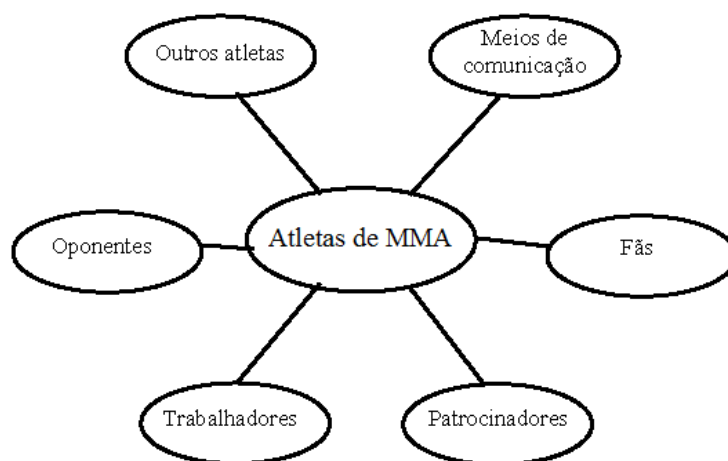 Outros atletas
Meios de
comunicação
Atletas de MMA
Oponentes
Fãs
Trabalhadores
Patrocinadores